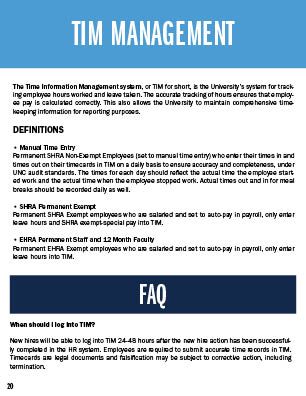 TIM MANAGEMENT
The Time Information Management system, or TIM for short, is the University's system for track-
ing employee hours worked and leave taken. The accurate tracking of hours ensures that employ-
ee pay is calculated correctly. This also allows the University to maintain comprehensive time-
keeping information for reporting purposes.
DEFINITIONS
• Manual Time Entry
Permanent SHRA Non-Exempt Employees (set to manual time entry) who enter their times in and
times out on their timecards in TIM on a daily basis to ensure accuracy and completeness, under
UNC audit standards. The times for each day should reflect the actual time the employee start-
ed work and the actual time when the employee stopped work. Actual times out and in for meal
breaks should be recorded daily as well.
• SHRA Permanent Exempt
Permanent SHRA Exempt employees who are salaried and set to auto-pay in payroll, only enter
leave hours and SHRA exempt-special pay into TIM.
• EHRA Permanent Staff and 12 Month Faculty
Permanent EHRA Exempt employees who are salaried and set to auto-pay in payroll, only enter
leave hours into TIM.
FAQ
When should I log into TIM?
New hires will be able to log into TIM 24-48 hours after the new hire action has been successful-
ly completed in the HR system. Employees are required to submit accurate time records in TIM.
Timecards are legal documents and falsification may be subject to corrective action, including
termination.
20